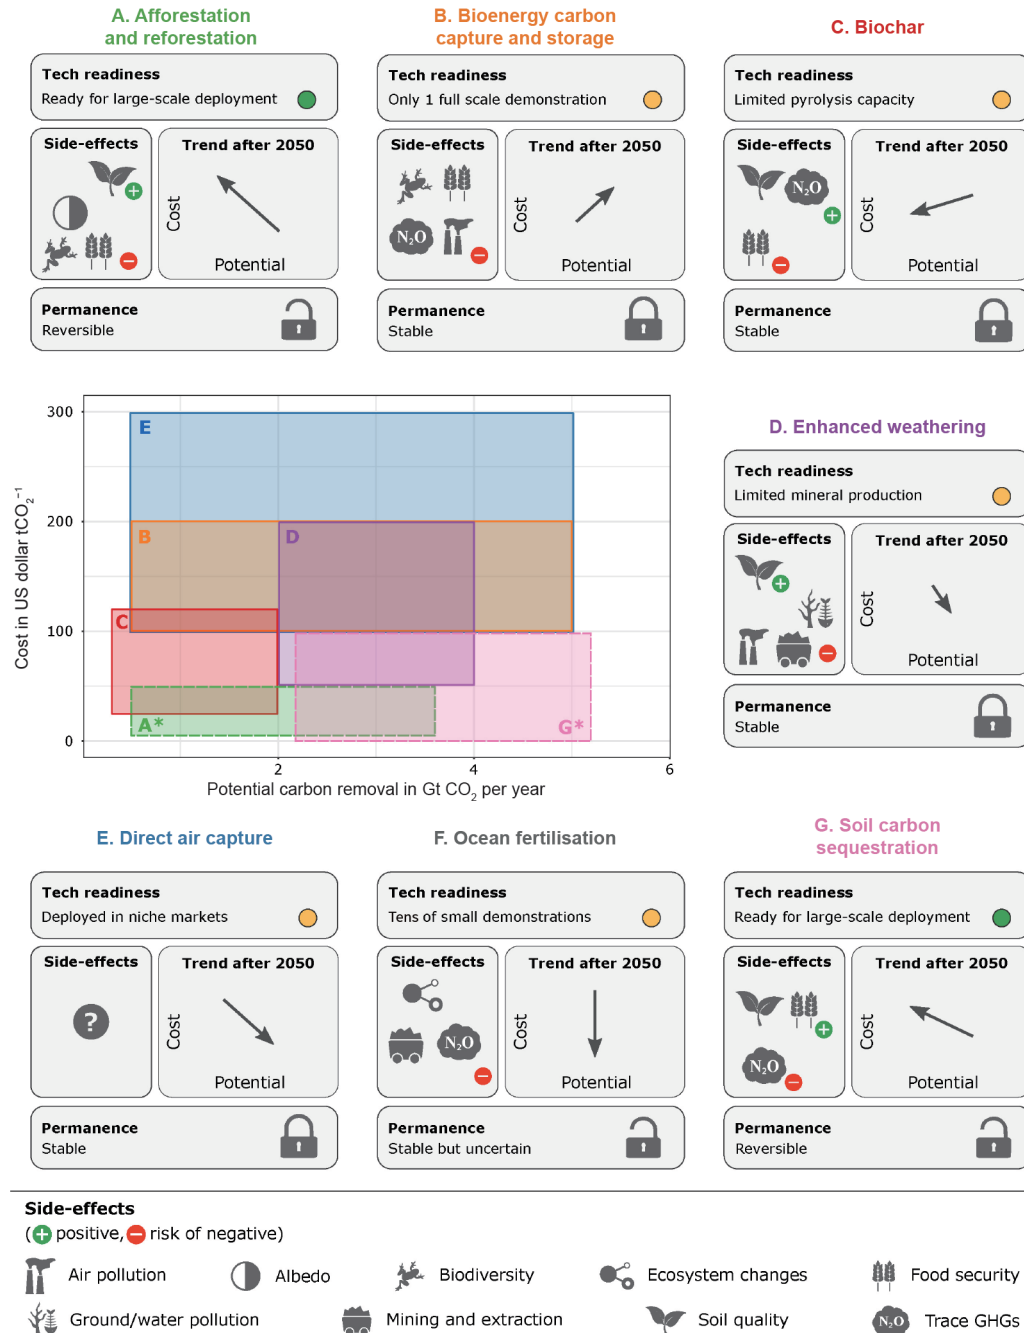 A. Afforestation
and reforestation
Tech readiness
Ready for large-scale deployment
Side-effects
Trend after 2050
Cost
Potential
Permanence
Reversible
B. Bioenergy carbon
capture and storage
Tech readiness
Only 1 full scale demonstration
Side-effects
N₂O
Trend after 2050
Cost
Potential
Permanence
Stable
C. Biochar
Tech readiness
Limited pyrolysis capacity
Side-effects
N₂O
Trend after 2050
Cost
Potential
Permanence
Stable
Cost in US dollar tCO₂⁻¹
300
200
100
0
E
B
D
C
A*
G*
2
4
6
Potential carbon removal in Gt CO₂ per year
D. Enhanced weathering
Tech readiness
Limited mineral production
Side-effects
Trend after 2050
Cost
Potential
Permanence
Stable
E. Direct air capture
Tech readiness
Deployed in niche markets
Side-effects
?
Trend after 2050
Cost
Potential
Permanence
Stable
F. Ocean fertilisation
Tech readiness
Tens of small demonstrations
Side-effects
N₂O
Trend after 2050
Cost
Potential
Permanence
Stable but uncertain
G. Soil carbon
sequestration
Tech readiness
Ready for large-scale deployment
Side-effects
N₂O
Trend after 2050
Cost
Potential
Permanence
Reversible
Side-effects
(+ positive, − risk of negative)
Air pollution
Albedo
Biodiversity
Ecosystem changes
Food security
Ground/water pollution
Mining and extraction
Soil quality
N₂O Trace GHGs